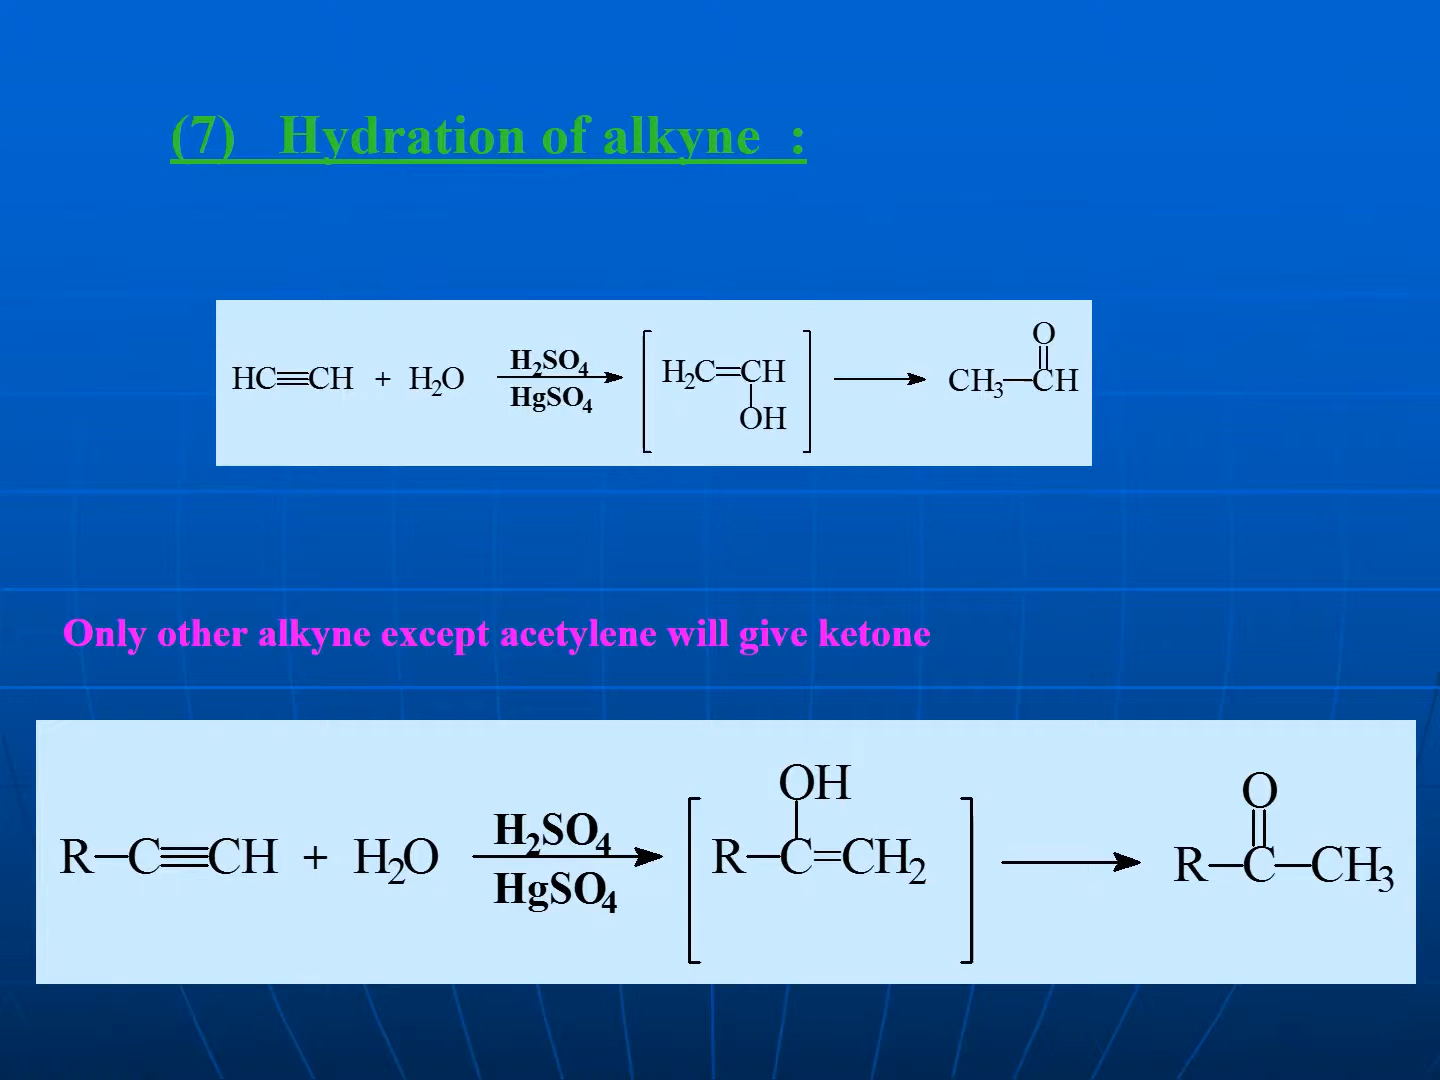 (7) Hydration of alkyne :
HC≡CH + H₂O H₂SO₄ HgSO₄ [ H₂C=CH OH ] CH₃—CH O
Only other alkyne except acetylene will give ketone
R—C≡CH + H₂O H₂SO₄ HgSO₄ [ OH R—C=CH₂ ] O R—C—CH₃